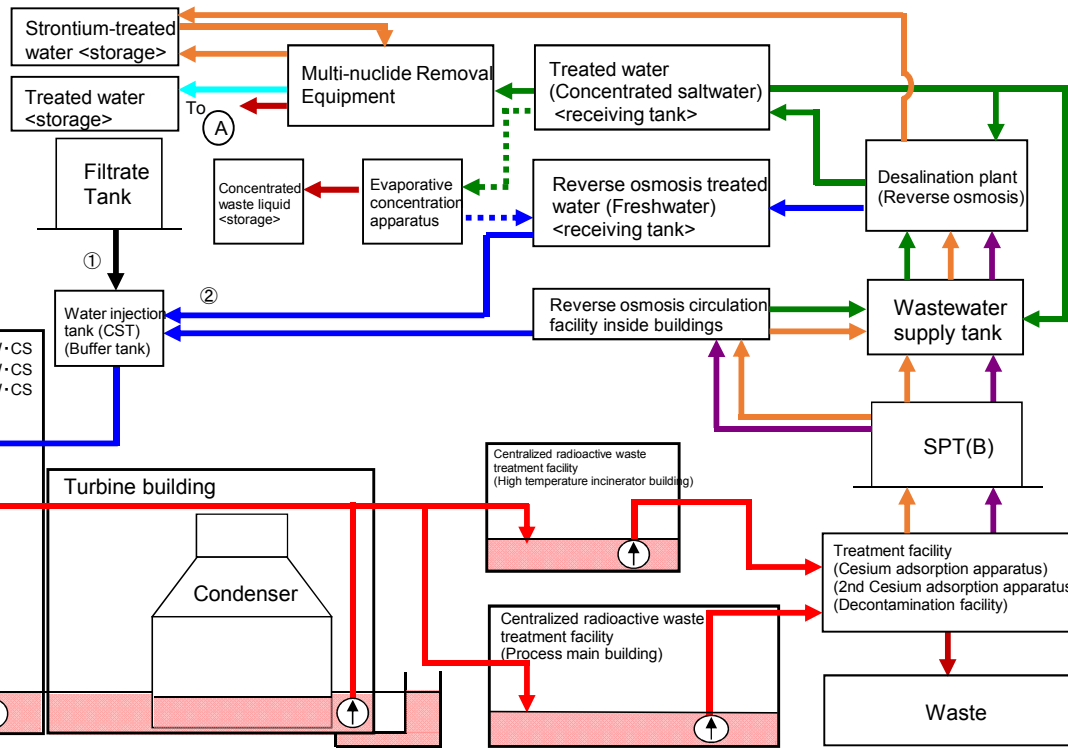 Strontium-treated
water <storage>
Treated water
<storage>
To
A
Multi-nuclide Removal
Equipment
Treated water
(Concentrated saltwater)
<receiving tank>
Filtrate
Tank
Concentrated
waste liquid
<storage>
Evaporative
concentration
apparatus
Reverse osmosis treated
water (Freshwater)
<receiving tank>
Desalination plant
(Reverse osmosis)
①
②
Water injection
tank (CST)
(Buffer tank)
Reverse osmosis circulation
facility inside buildings
Wastewater
supply tank
・CS
・CS
・CS
SPT(B)
Turbine building
Condenser
Centralized radioactive waste
treatment facility
(High temperature incinerator building)
Centralized radioactive waste
treatment facility
(Process main building)
Treatment facility
(Cesium adsorption apparatus)
(2nd Cesium adsorption apparatus
(Decontamination facility)
Waste